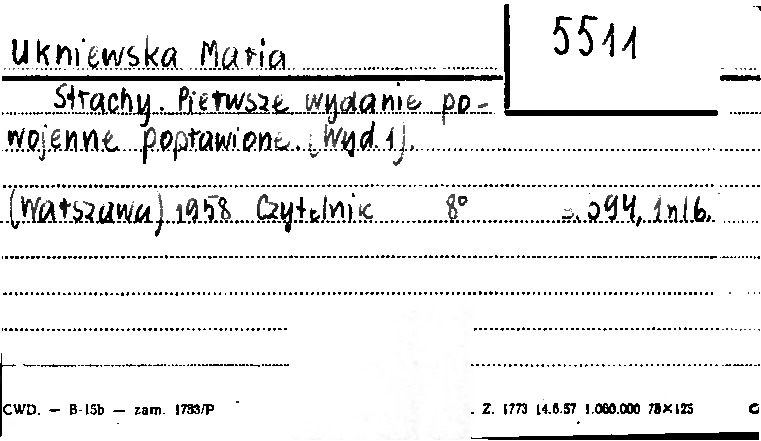 5511
Ukniewska Maria
Strachy. Pierwsze wydanie po-
wojenne poprawione. [Wyd. 1].
(Warszawa) 1958 Czytelnik 8° s. 394, 1 nlb.
CWD. — B-15b — zam. 1733/P Z. 1773 14.6.57 1.000.000 78×125